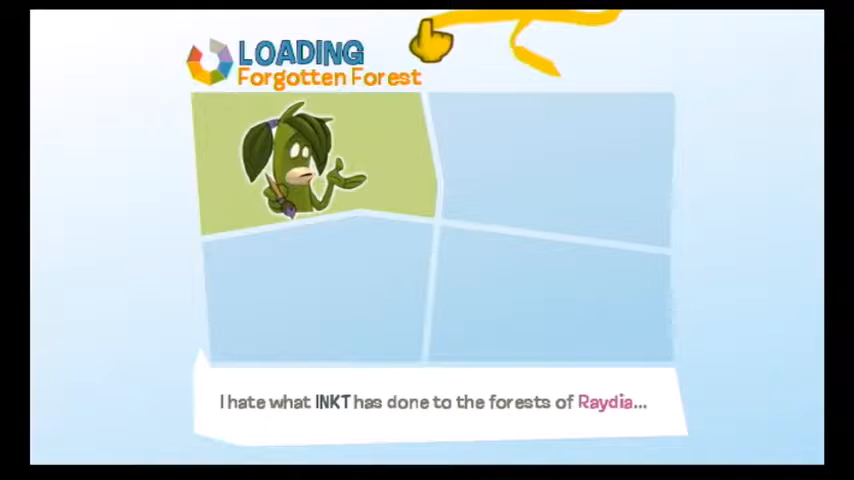 LOADING
Forgotten Forest
I hate what INKT has done to the forests of Raydia...